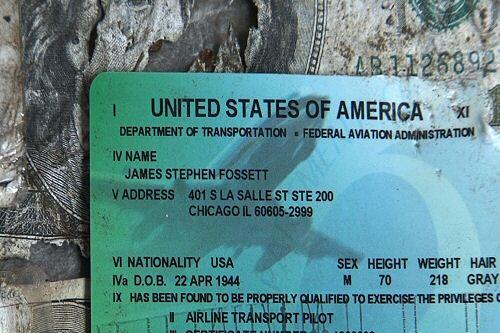 AB1126892
I UNITED STATES OF AMERICA XI
DEPARTMENT OF TRANSPORTATION - FEDERAL AVIATION ADMINISTRATION
IV NAME
JAMES STEPHEN FOSSETT
V ADDRESS 401 S LA SALLE ST STE 200
CHICAGO IL 60605-2999
VI NATIONALITY USA SEX HEIGHT WEIGHT HAIR
IVa D.O.B. 22 APR 1944 M 70 218 GRAY
IX HAS BEEN FOUND TO BE PROPERLY QUALIFIED TO EXERCISE THE PRIVILEGES O
II AIRLINE TRANSPORT PILOT
III CERTIFICATE NUMBER